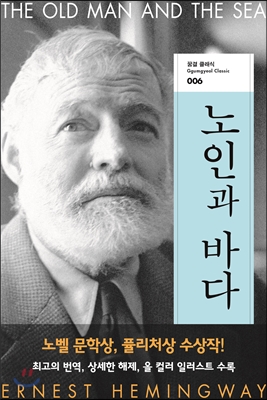 THE OLD MAN AND THE SEA
꿈결 클래식
Ggumgyeol Classic
006
노인과 바다
노벨 문학상, 퓰리처상 수상작!
최고의 번역, 상세한 해제, 올 컬러 일러스트 수록
ERNEST HEMINGWAY